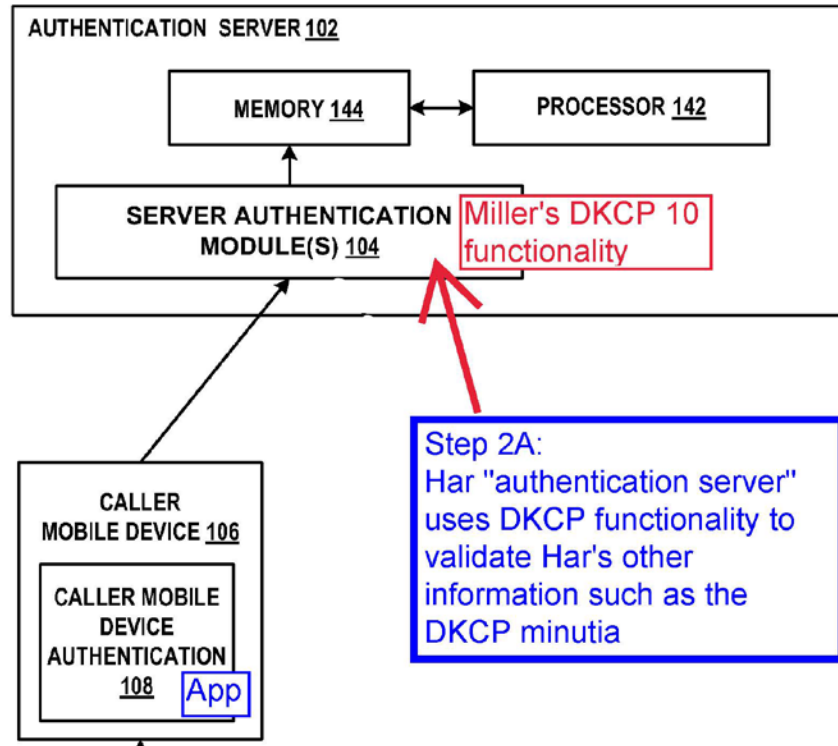 AUTHENTICATION SERVER 102
MEMORY 144
PROCESSOR 142
SERVER AUTHENTICATION
MODULE(S) 104
Miller's DKCP 10
functionality
Step 2A:
Har "authentication server"
uses DKCP functionality to
validate Har's other
information such as the
DKCP minutia
CALLER
MOBILE DEVICE 106
CALLER MOBILE
DEVICE
AUTHENTICATION
108
App